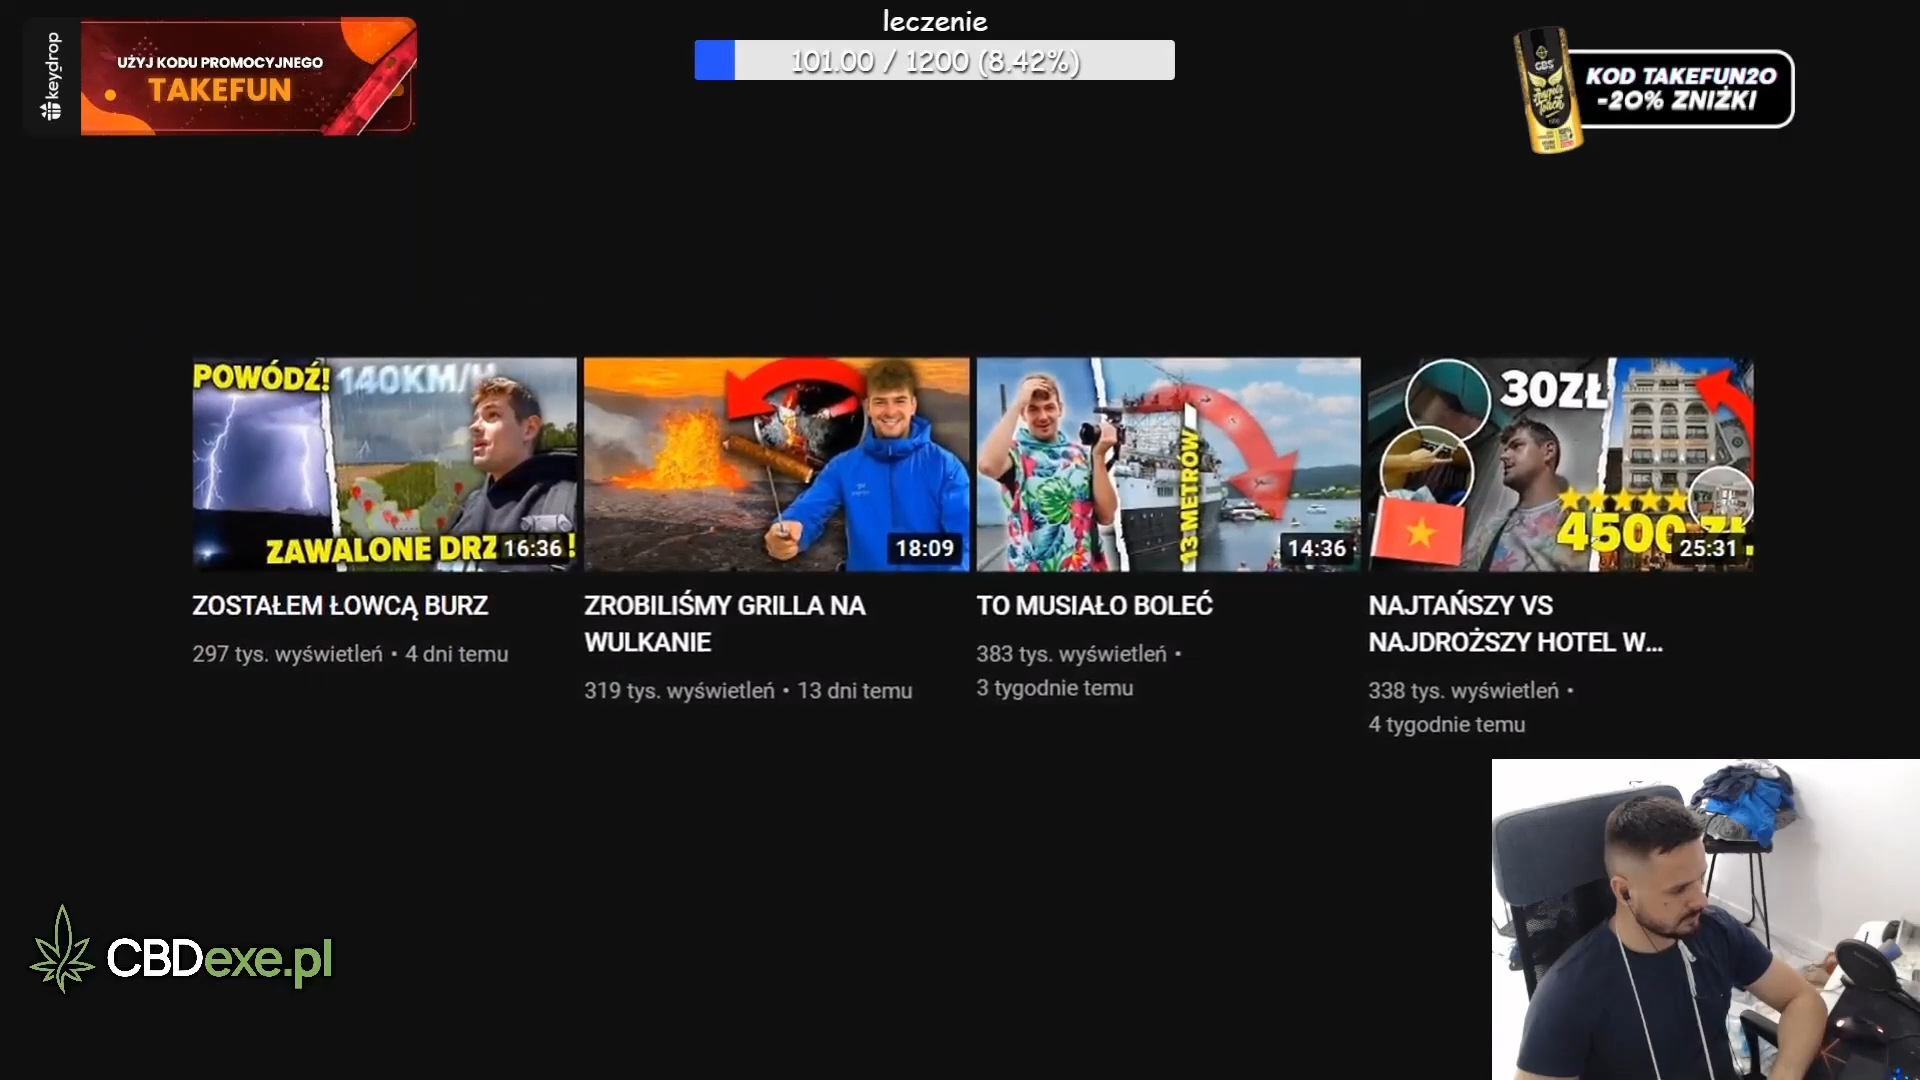 leczenie
101.00 / 1200 (8.42%)
keydrop
UŻYJ KODU PROMOCYJNEGO
TAKEFUN
CBS
KOD TAKEFUN20
-20% ZNIŻKI
POWÓDŹ!
140KM/H
ZAWALONE DRZ
!
16:36
18:09
13 METRÓW
14:36
30ZŁ
4500 ZŁ
25:31
ZOSTAŁEM ŁOWCĄ BURZ
297 tys. wyświetleń • 4 dni temu
ZROBILIŚMY GRILLA NA
WULKANIE
319 tys. wyświetleń • 13 dni temu
TO MUSIAŁO BOLEĆ
383 tys. wyświetleń •
3 tygodnie temu
NAJTAŃSZY VS
NAJDROŻSZY HOTEL W...
338 tys. wyświetleń •
4 tygodnie temu
CBDexe.pl